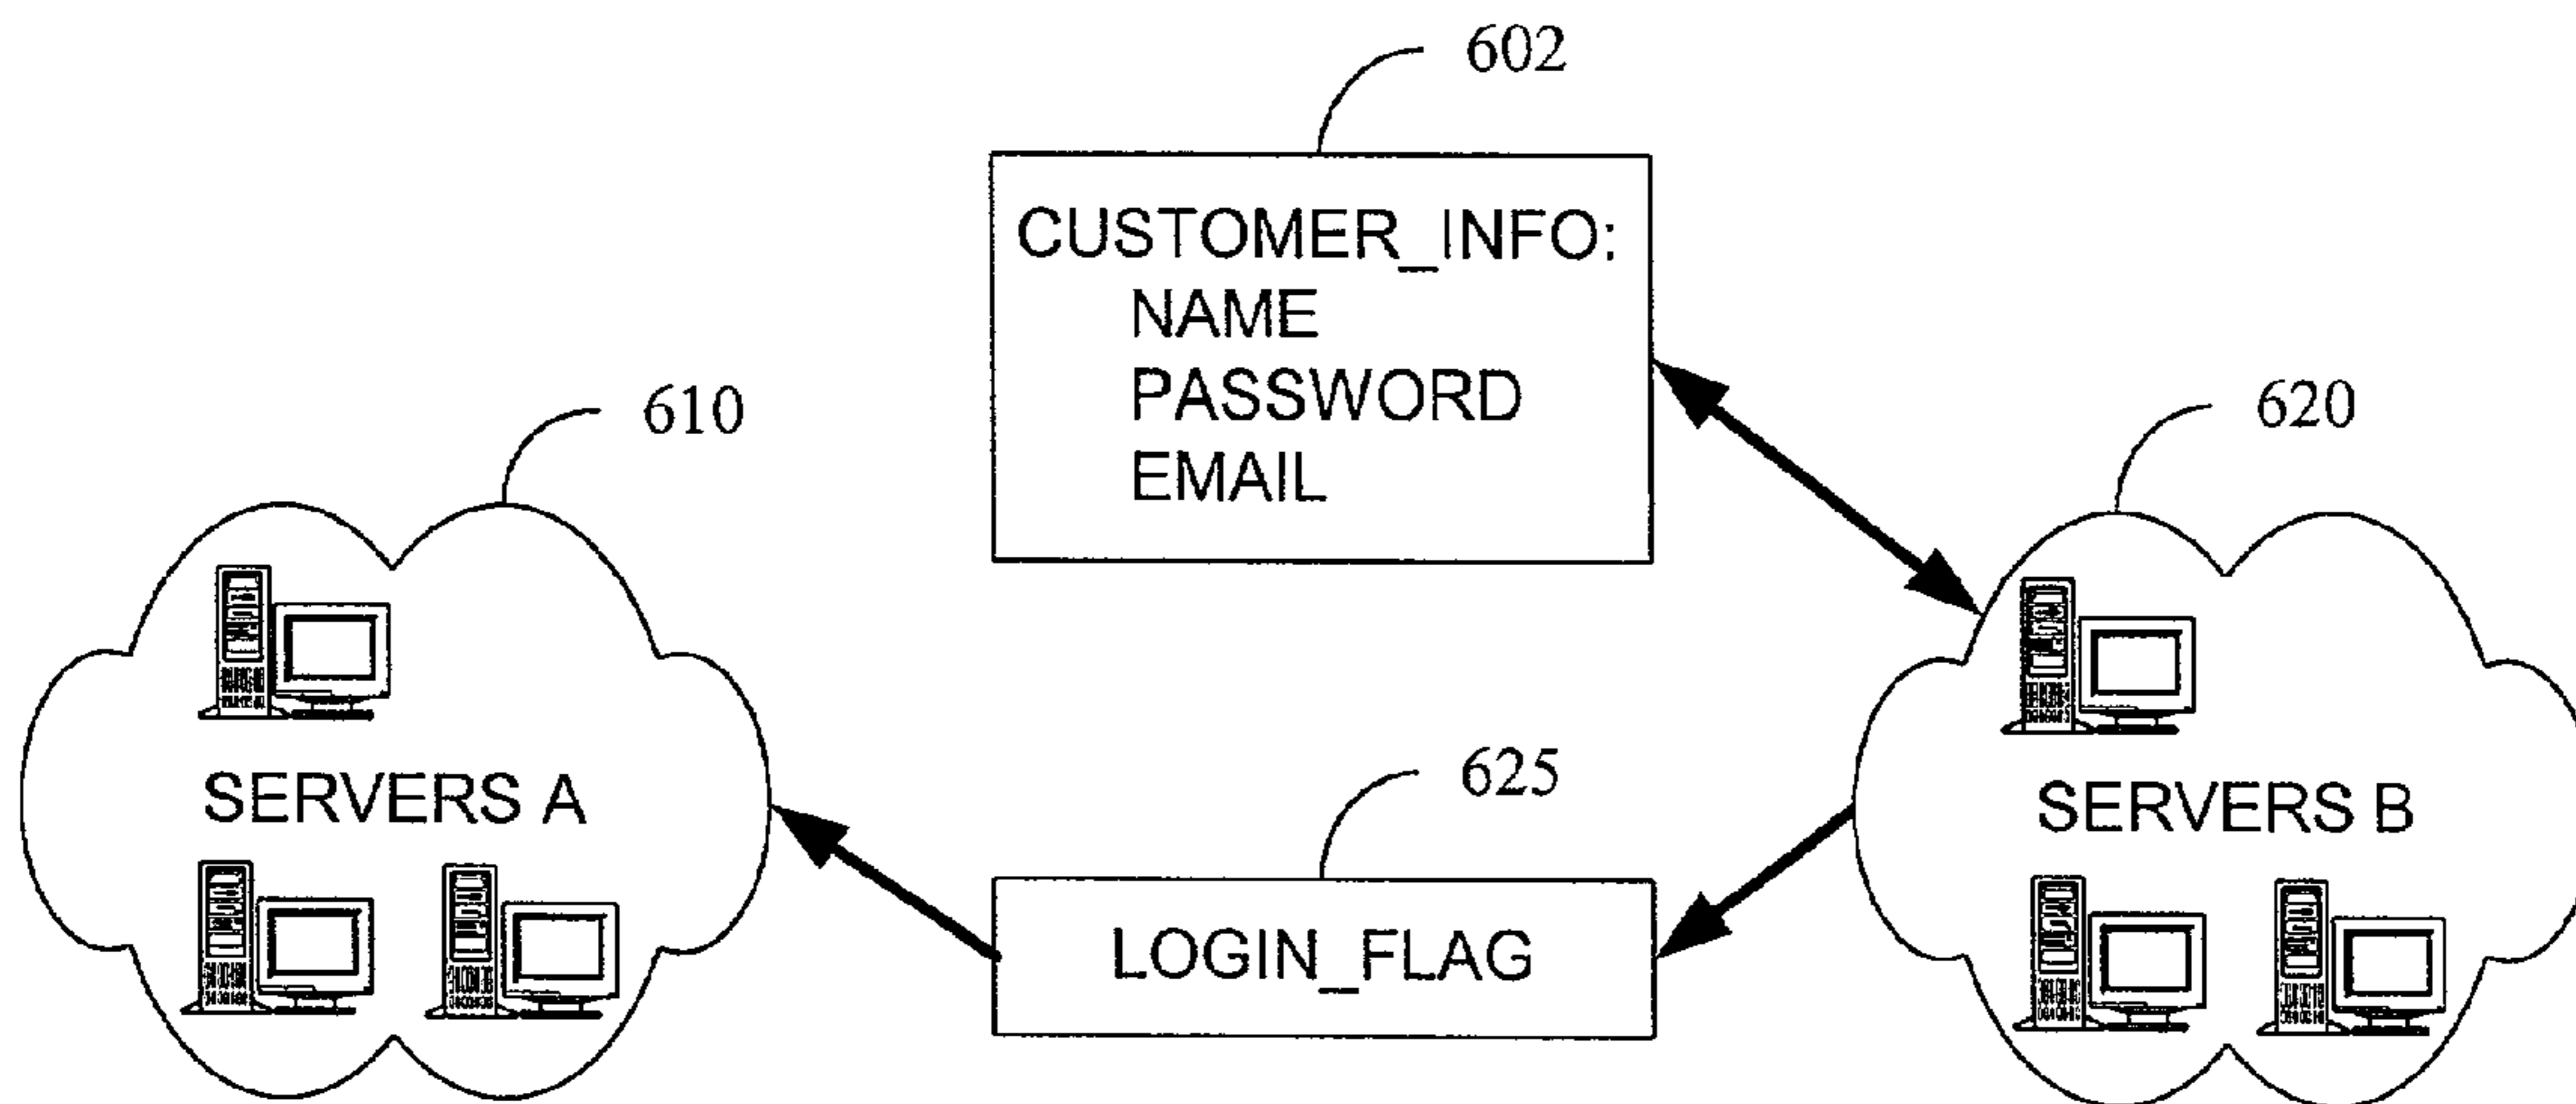 602
CUSTOMER_INFO:
NAME
PASSWORD
EMAIL
610
620
SERVERS A
625
SERVERS B
LOGIN_FLAG